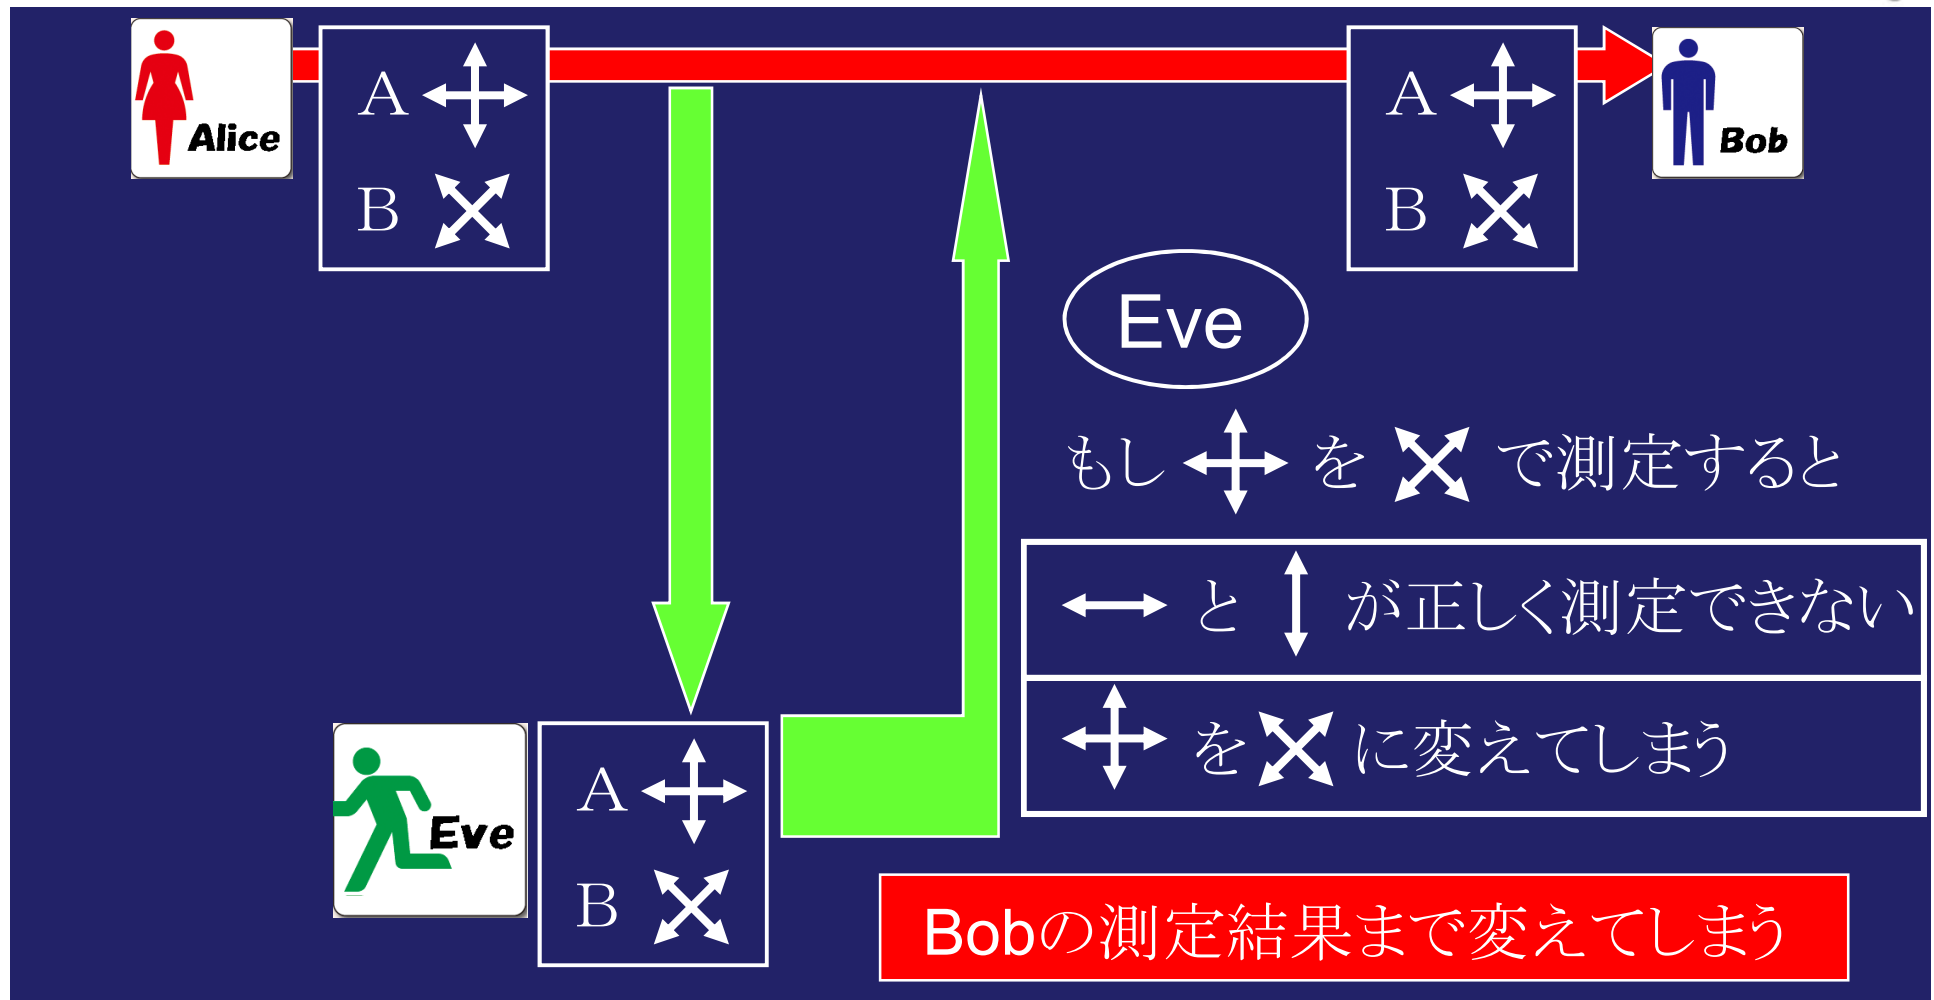 Alice
A
B
A
B
Bob
Eve
もし を で測定すると
と が正しく測定できない
を に変えてしまう
Eve
A
B
Bobの測定結果まで変えてしまう